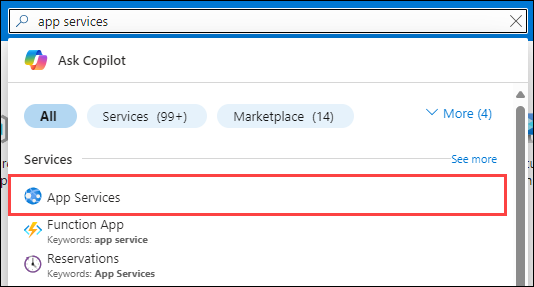 app services
Ask Copilot
All
Services (99+)
Marketplace (14)
More (4)
Services
See more
App Services
Function App
Keywords: app service
Reservations
Keywords: App Services